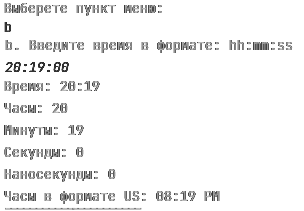 Выберете пункт меню:
b
b. Введите время в формате: hh:mm:ss
20:19:00
Время: 20:19
Часы: 20
Минуты: 19
Секунды: 0
Наносекунды: 0
Часы в формате US: 08:19 PM